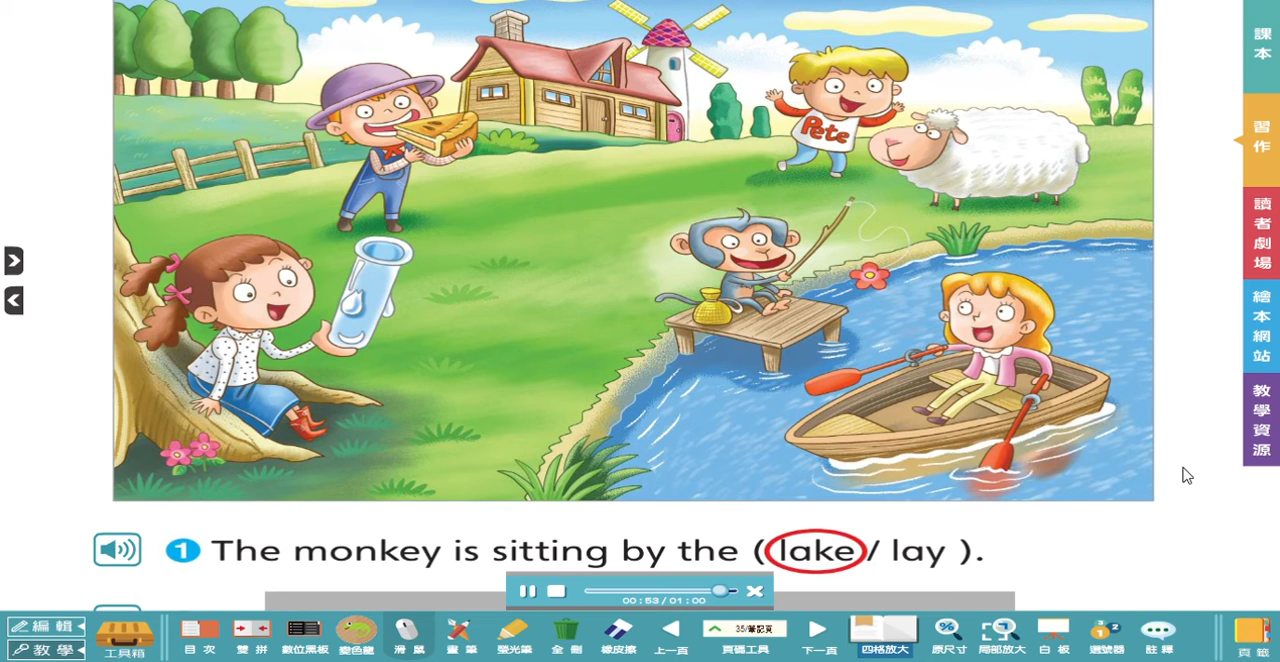 Pete
課本
習作
讀者劇場
繪本網站
教學資源
1 The monkey is sitting by the ( lake / lay ).
00:53/01:00
編輯
教學
工具箱
目次
雙拼
數位黑板
變色龍
滑鼠
畫筆
螢光筆
全刪
橡皮擦
上一頁
35/筆記頁
頁碼工具
下一頁
四格放大
原尺寸
局部放大
白板
選號器
註釋
頁籤